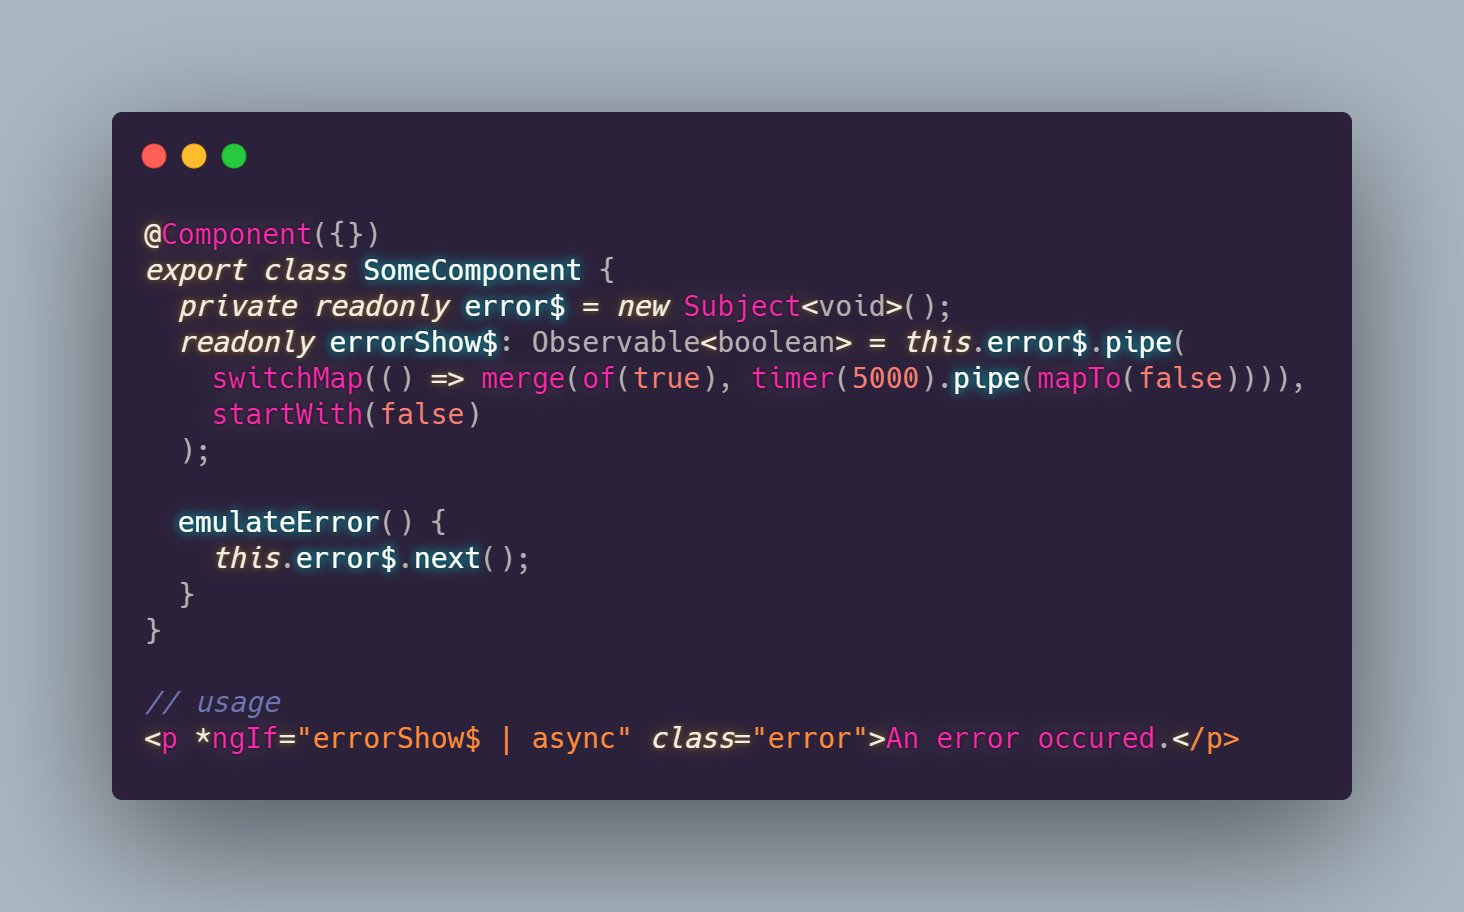 @Component({})
export class SomeComponent {
  private readonly error$ = new Subject<void>();
  readonly errorShow$: Observable<boolean> = this.error$.pipe(
    switchMap(() => merge(of(true), timer(5000).pipe(mapTo(false)))),
    startWith(false)
  );

  emulateError() {
    this.error$.next();
  }
}

// usage
<p *ngIf="errorShow$ | async" class="error">An error occured.</p>